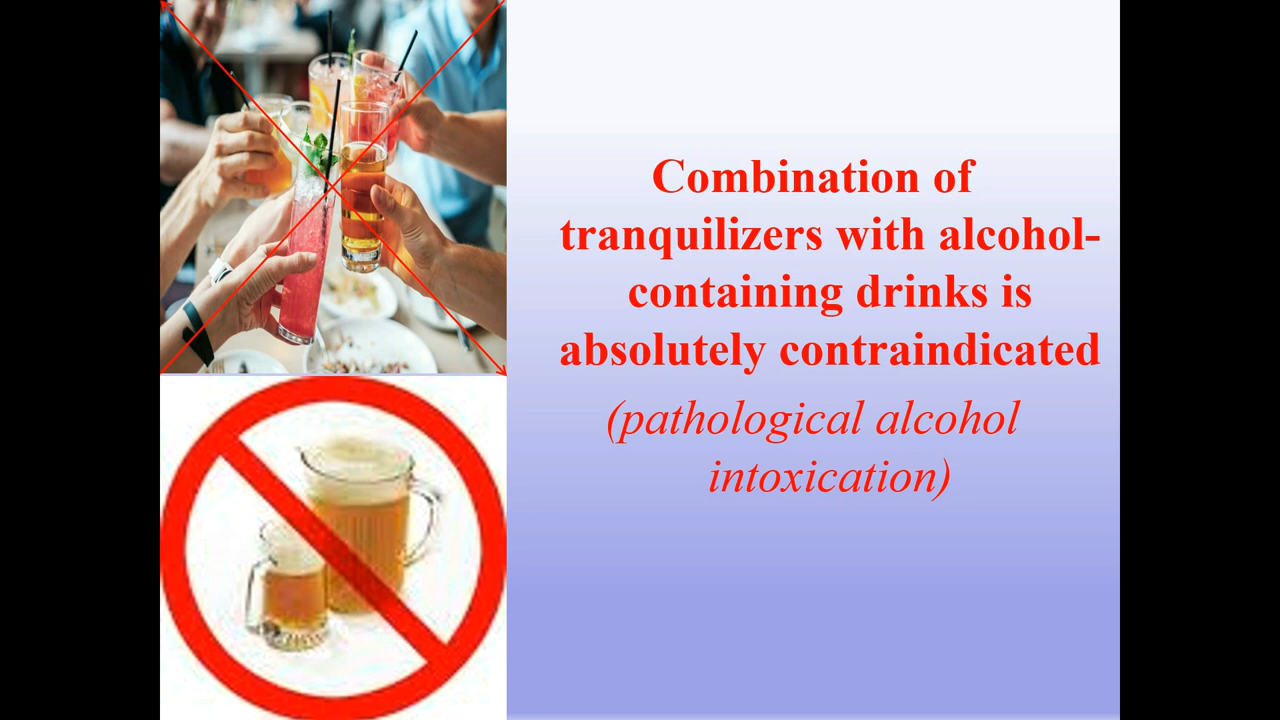 Combination of
tranquilizers with alcohol-
containing drinks is
absolutely contraindicated
(pathological alcohol
intoxication)